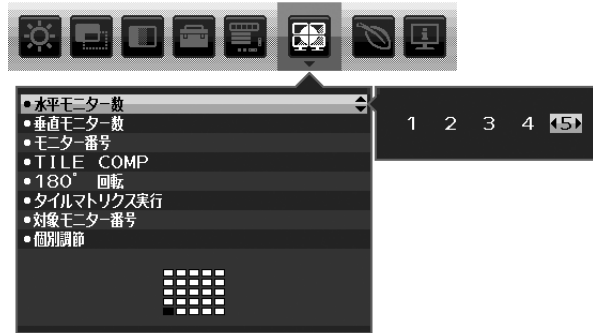 ●水平モニター数
1 2 3 4 5
●垂直モニター数
●モニター番号
●TILE COMP
●180° 回転
●タイルマトリクス実行
●対象モニター番号
●個別調節